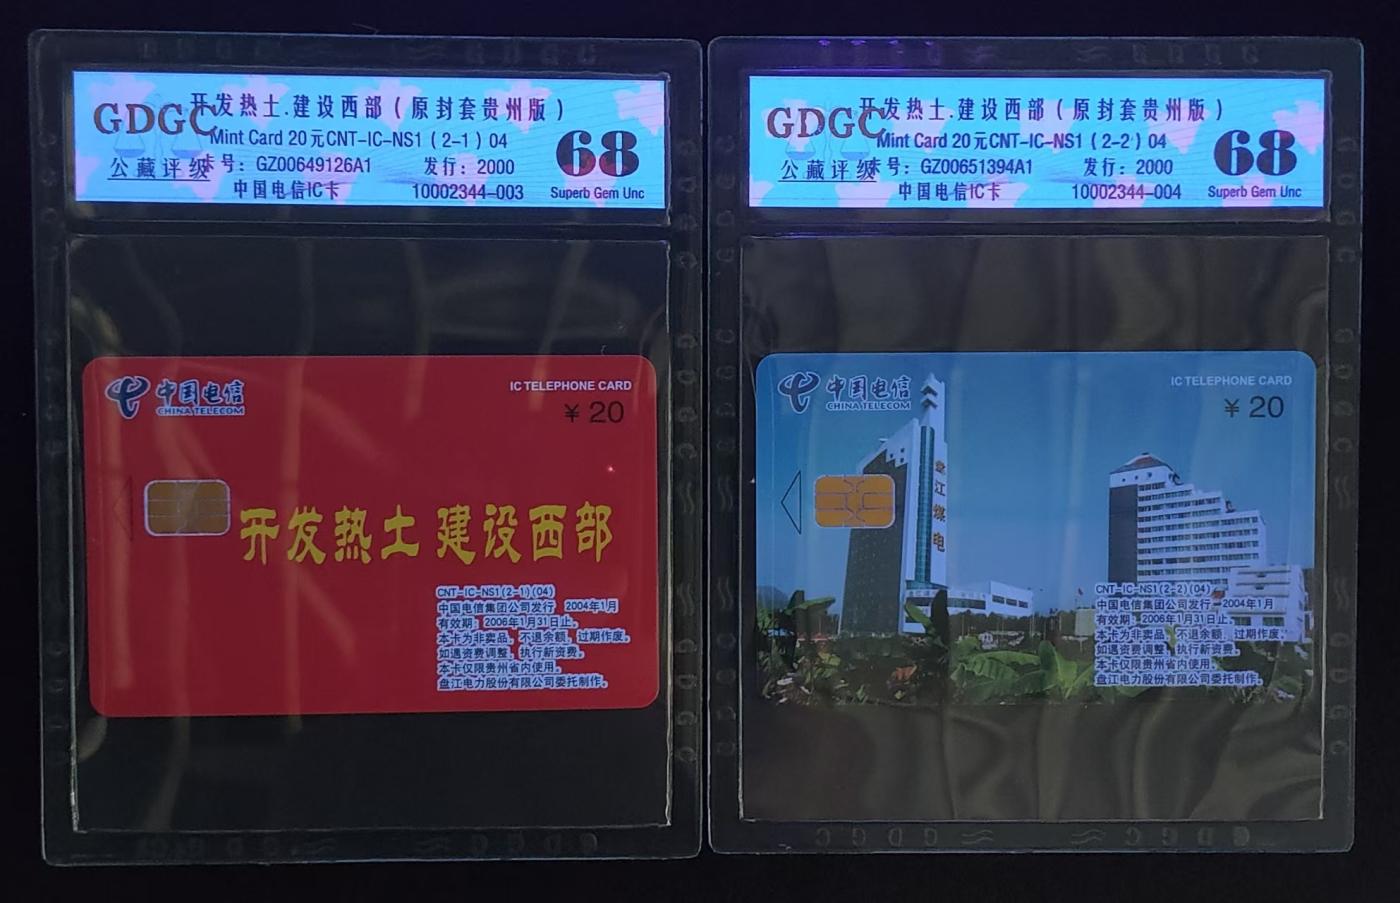 开发热土.建设西部（原封套贵州版）
GDGC
Mint Card 20元CNT-IC-NS1（2-1）04
68
公藏评级
卡号：GZ00649126A1 发行：2000
中国电信IC卡 10002344-003 Superb Gem Unc
中国电信
CHINA TELECOM
IC TELEPHONE CARD
¥ 20
开发热土 建设西部
CNT-IC-NS1(2-1)(04)
中国电信集团公司发行 2004年1月
有效期：2006年1月31日止。
本卡为非卖品，不退余额，过期作废。
如遇资费调整，执行新资费。
本卡仅限贵州省内使用。
盘江电力股份有限公司委托制作。
开发热土.建设西部（原封套贵州版）
GDGC
Mint Card 20元CNT-IC-NS1（2-2）04
68
公藏评级
卡号：GZ00651394A1 发行：2000
中国电信IC卡 10002344-004 Superb Gem Unc
中国电信
CHINA TELECOM
IC TELEPHONE CARD
¥ 20
盘江煤电
CNT-IC-NS1(2-2)(04)
中国电信集团公司发行 2004年1月
有效期：2006年1月31日止。
本卡为非卖品，不退余额，过期作废。
如遇资费调整，执行新资费。
本卡仅限贵州省内使用。
盘江电力股份有限公司委托制作。